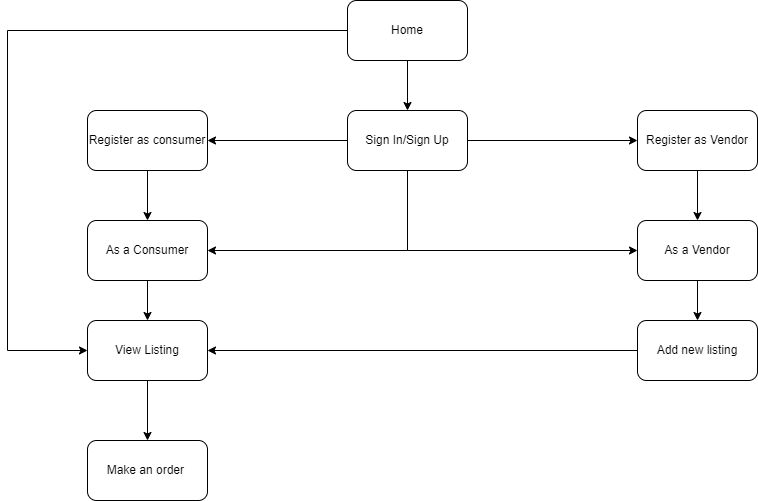 Home
Register as consumer
Sign In/Sign Up
Register as Vendor
As a Consumer
As a Vendor
View Listing
Add new listing
Make an order